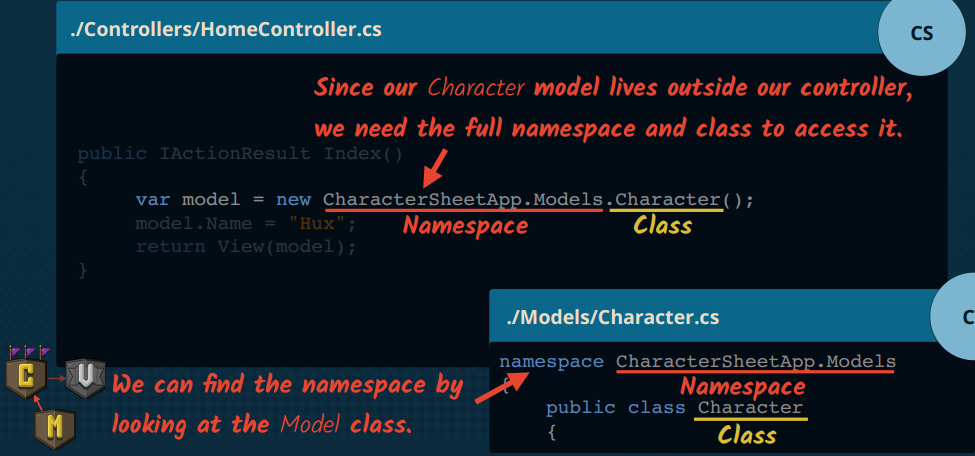 ./Controllers/HomeController.cs
CS
Since our Character model lives outside our controller,
we need the full namespace and class to access it.
public IActionResult Index()
{
var model = new CharacterSheetApp.Models.Character();
Namespace
Class
model.Name = "Hux";
return View(model);
}
./Models/Character.cs
C
namespace CharacterSheetApp.Models
Namespace
{
public class Character
Class
{
C
U
M
We can find the namespace by
looking at the Model class.